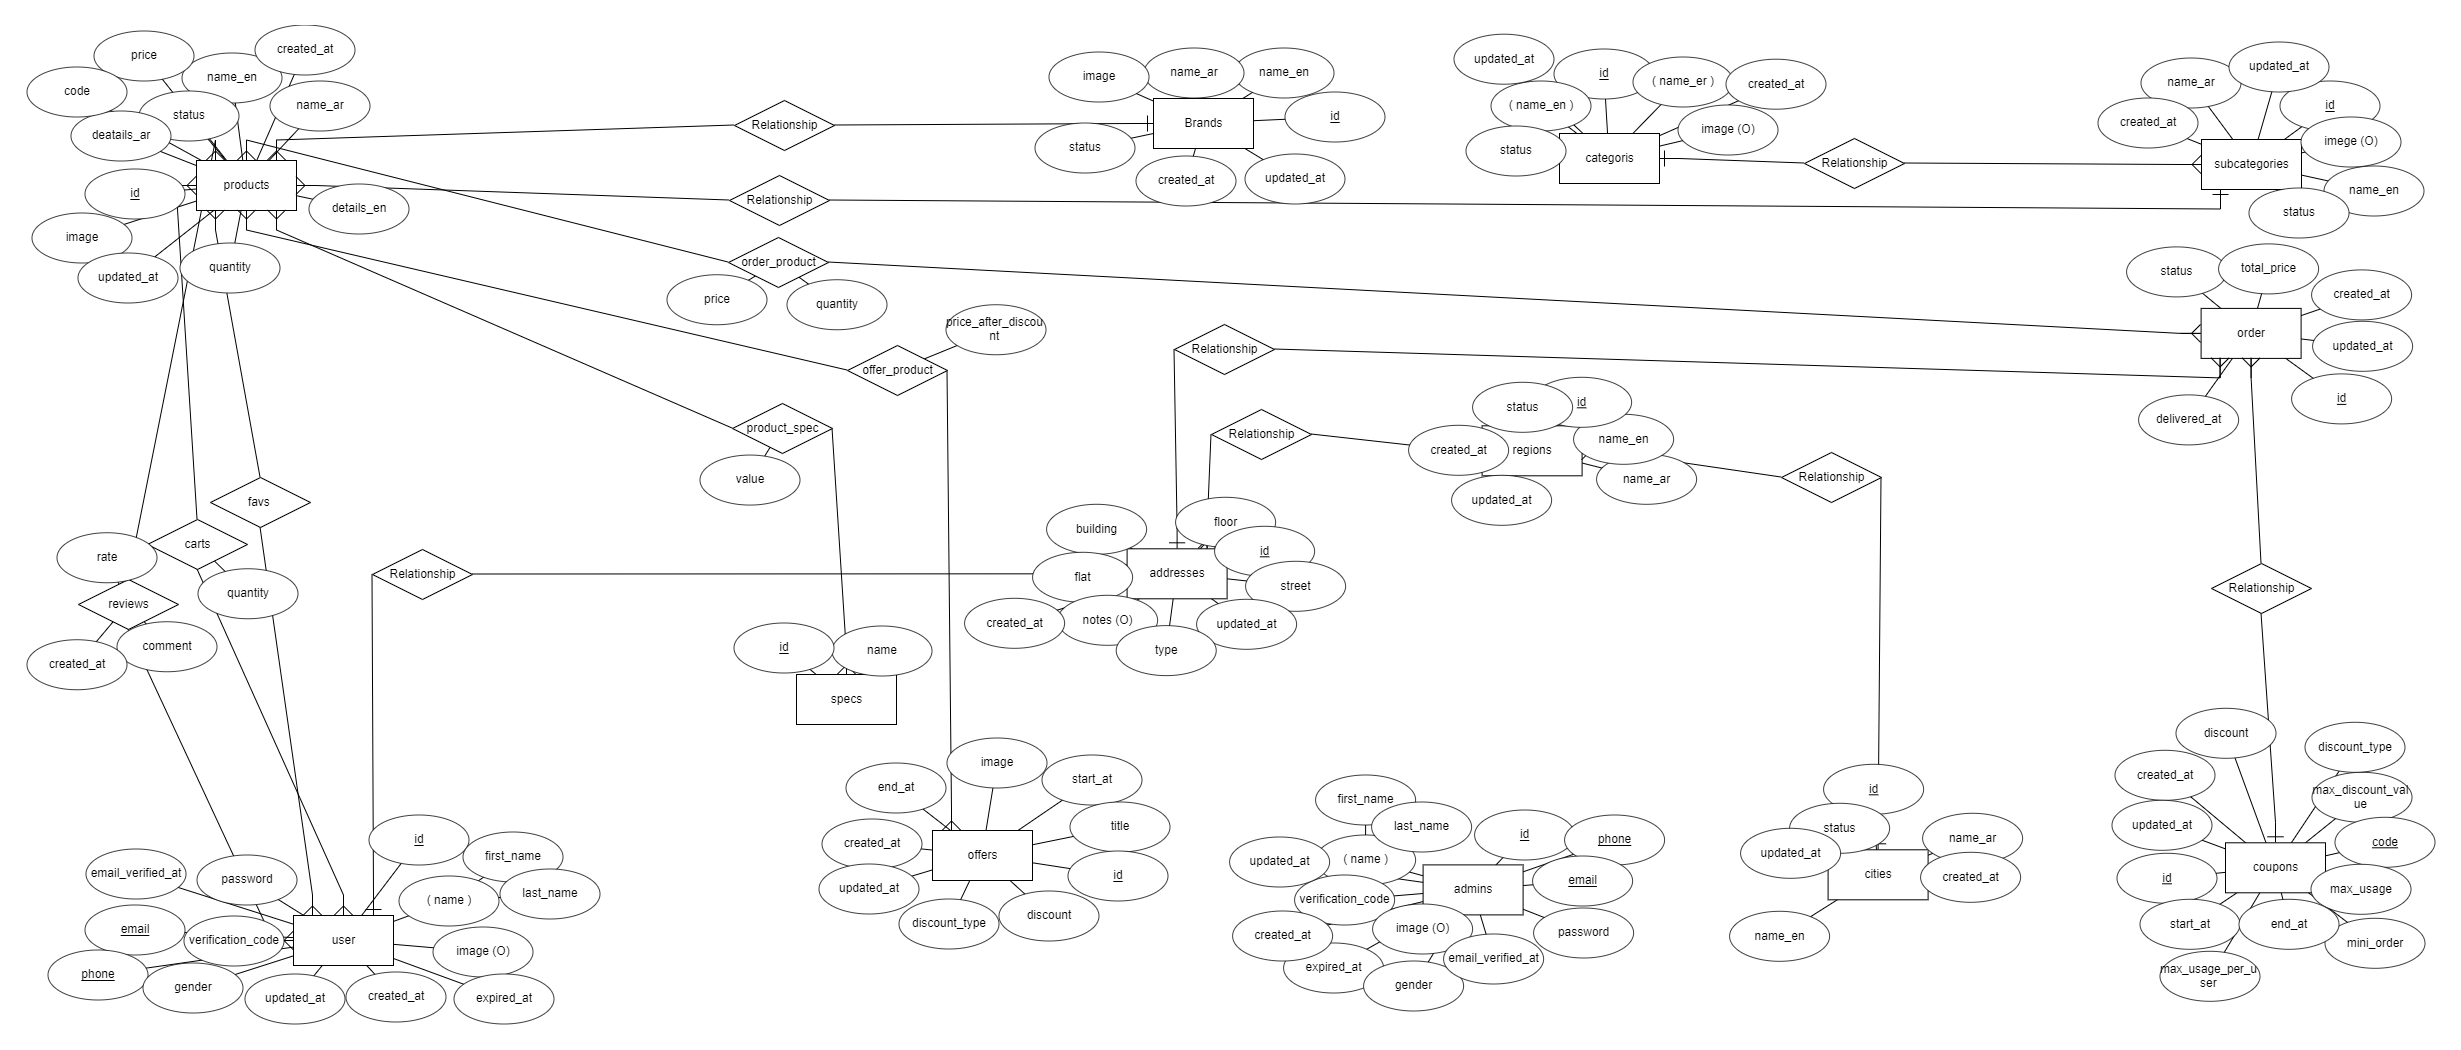 price
created_at
name_en
code
name_ar
status
deatails_ar
products
id
details_en
image
updated_at
quantity
Relationship
image
name_ar
name_en
id
Brands
status
created_at
updated_at
updated_at
id
( name_er )
created_at
( name_en )
image (O)
status
categoris
Relationship
name_ar
updated_at
id
created_at
imege (O)
subcategories
name_en
status
Relationship
order_product
price
quantity
status
total_price
created_at
order
updated_at
id
delivered_at
price_after_discou
nt
offer_product
Relationship
product_spec
value
Relationship
status
id
created_at
regions
name_en
name_ar
updated_at
Relationship
favs
carts
rate
quantity
reviews
comment
created_at
Relationship
building
floor
id
flat
addresses
street
created_at
notes (O)
updated_at
type
Relationship
id
name
specs
id
first_name
email_verified_at
password
( name )
last_name
email
verification_code
user
image (O)
phone
gender
updated_at
created_at
expired_at
end_at
image
start_at
created_at
title
offers
updated_at
id
discount_type
discount
first_name
last_name
id
phone
updated_at
( name )
admins
email
verification_code
created_at
image (O)
password
expired_at
email_verified_at
gender
id
status
name_ar
updated_at
cities
created_at
name_en
discount
discount_type
created_at
max_discount_val
ue
updated_at
code
coupons
id
max_usage
start_at
end_at
mini_order
max_usage_per_u
ser